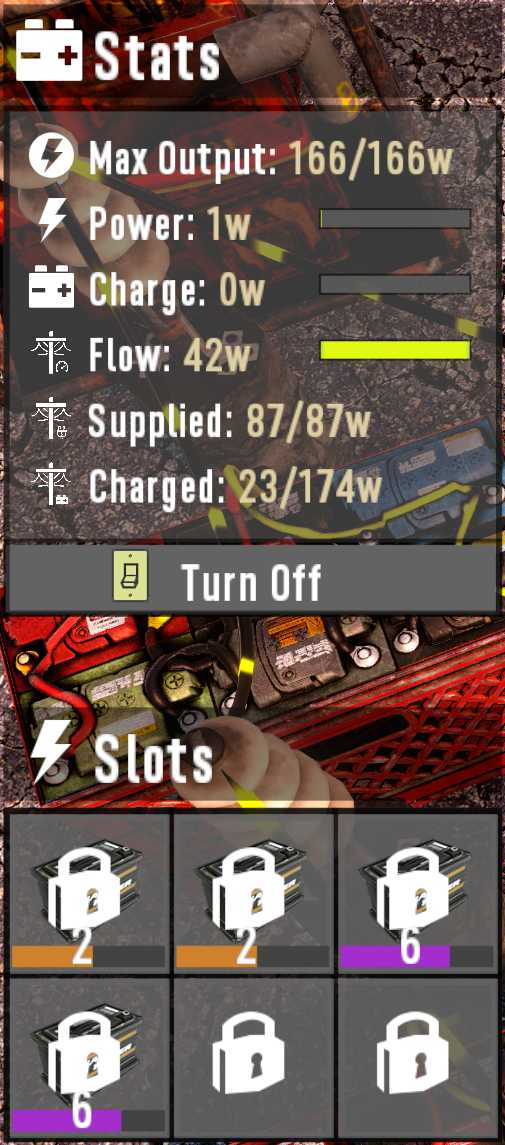 Stats
Max Output: 166/166w
Power: 1w
Charge: 0w
Flow: 42w
Supplied: 87/87w
Charged: 23/174w
Turn Off
Slots
2 2 6
6